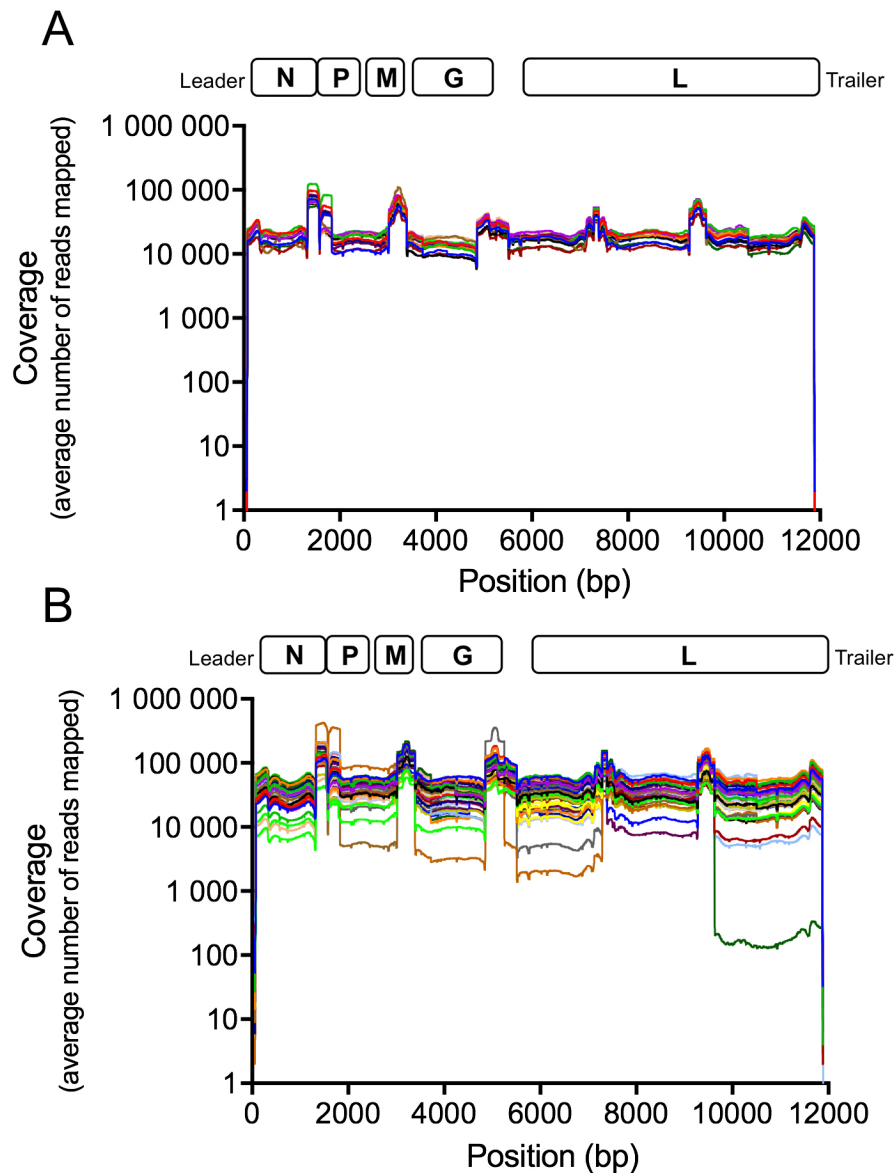 A
Leader N P M G L Trailer
1 000 000
100 000
10 000
1 000
100
10
1
Coverage
(average number of reads mapped)
0 2000 4000 6000 8000 10000 12000
Position (bp)
B
Leader N P M G L Trailer
1 000 000
100 000
10 000
1 000
100
10
1
Coverage
(average number of reads mapped)
0 2000 4000 6000 8000 10000 12000
Position (bp)